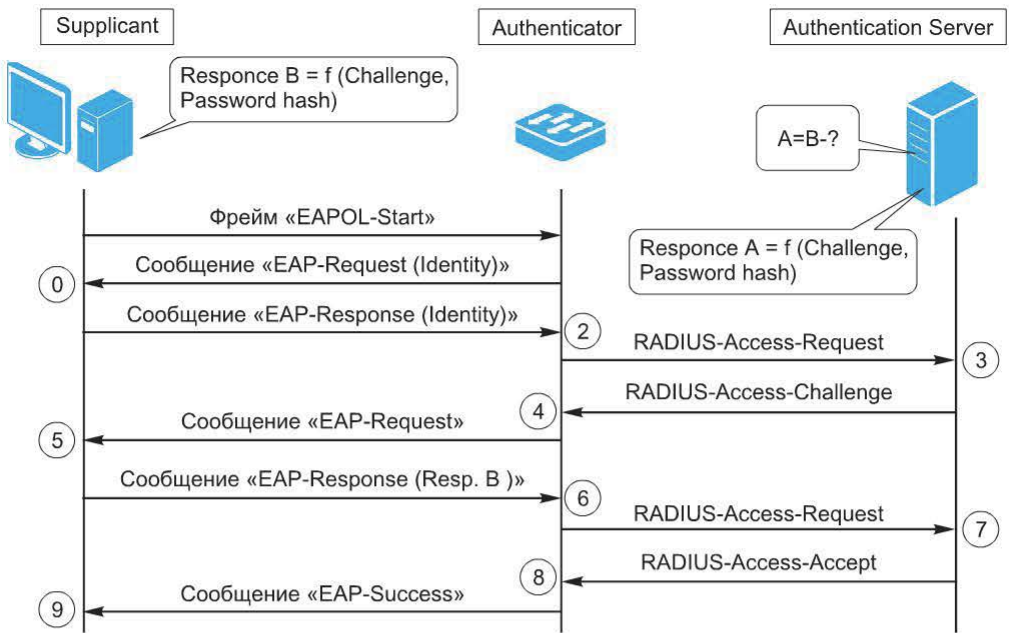 Supplicant
Authenticator
Authentication Server
Responce B = f (Challenge,
Password hash)
A=B-?
Responce A = f (Challenge,
Password hash)
Фрейм «EAPOL-Start»
Сообщение «EAP-Request (Identity)»
0
Сообщение «EAP-Response (Identity)»
2
RADIUS-Access-Request
3
RADIUS-Access-Challenge
4
Сообщение «EAP-Request»
5
Сообщение «EAP-Response (Resp. B )»
6
RADIUS-Access-Request
7
RADIUS-Access-Accept
8
Сообщение «EAP-Success»
9